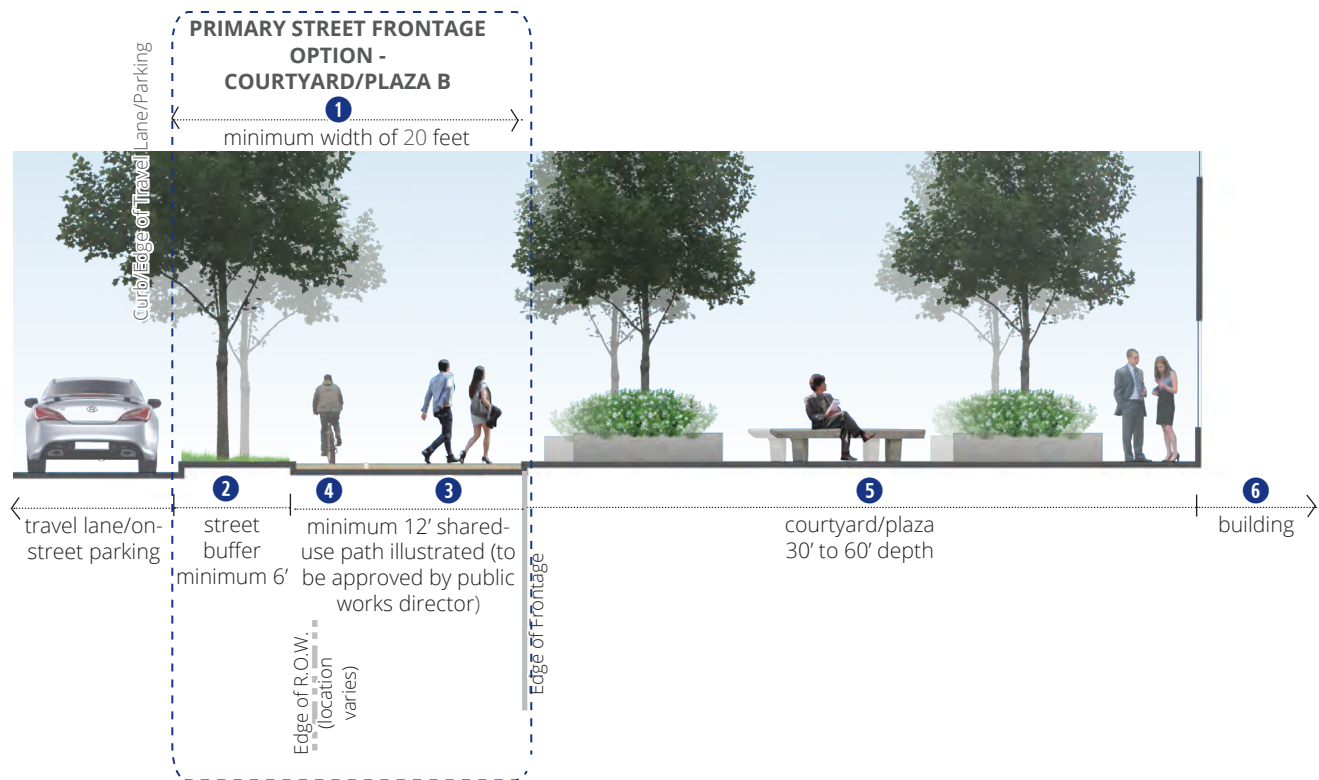 PRIMARY STREET FRONTAGE
OPTION -
COURTYARD/PLAZA B
1
minimum width of 20 feet
Curb/Edge of Travel Lane/Parking
2
4
3
5
6
travel lane/on-
street parking
street
buffer
minimum 6’
minimum 12’ shared-
use path illustrated (to
be approved by public
works director)
courtyard/plaza
30’ to 60’ depth
building
Edge of R.O.W.
(location
varies)
Edge of Frontage